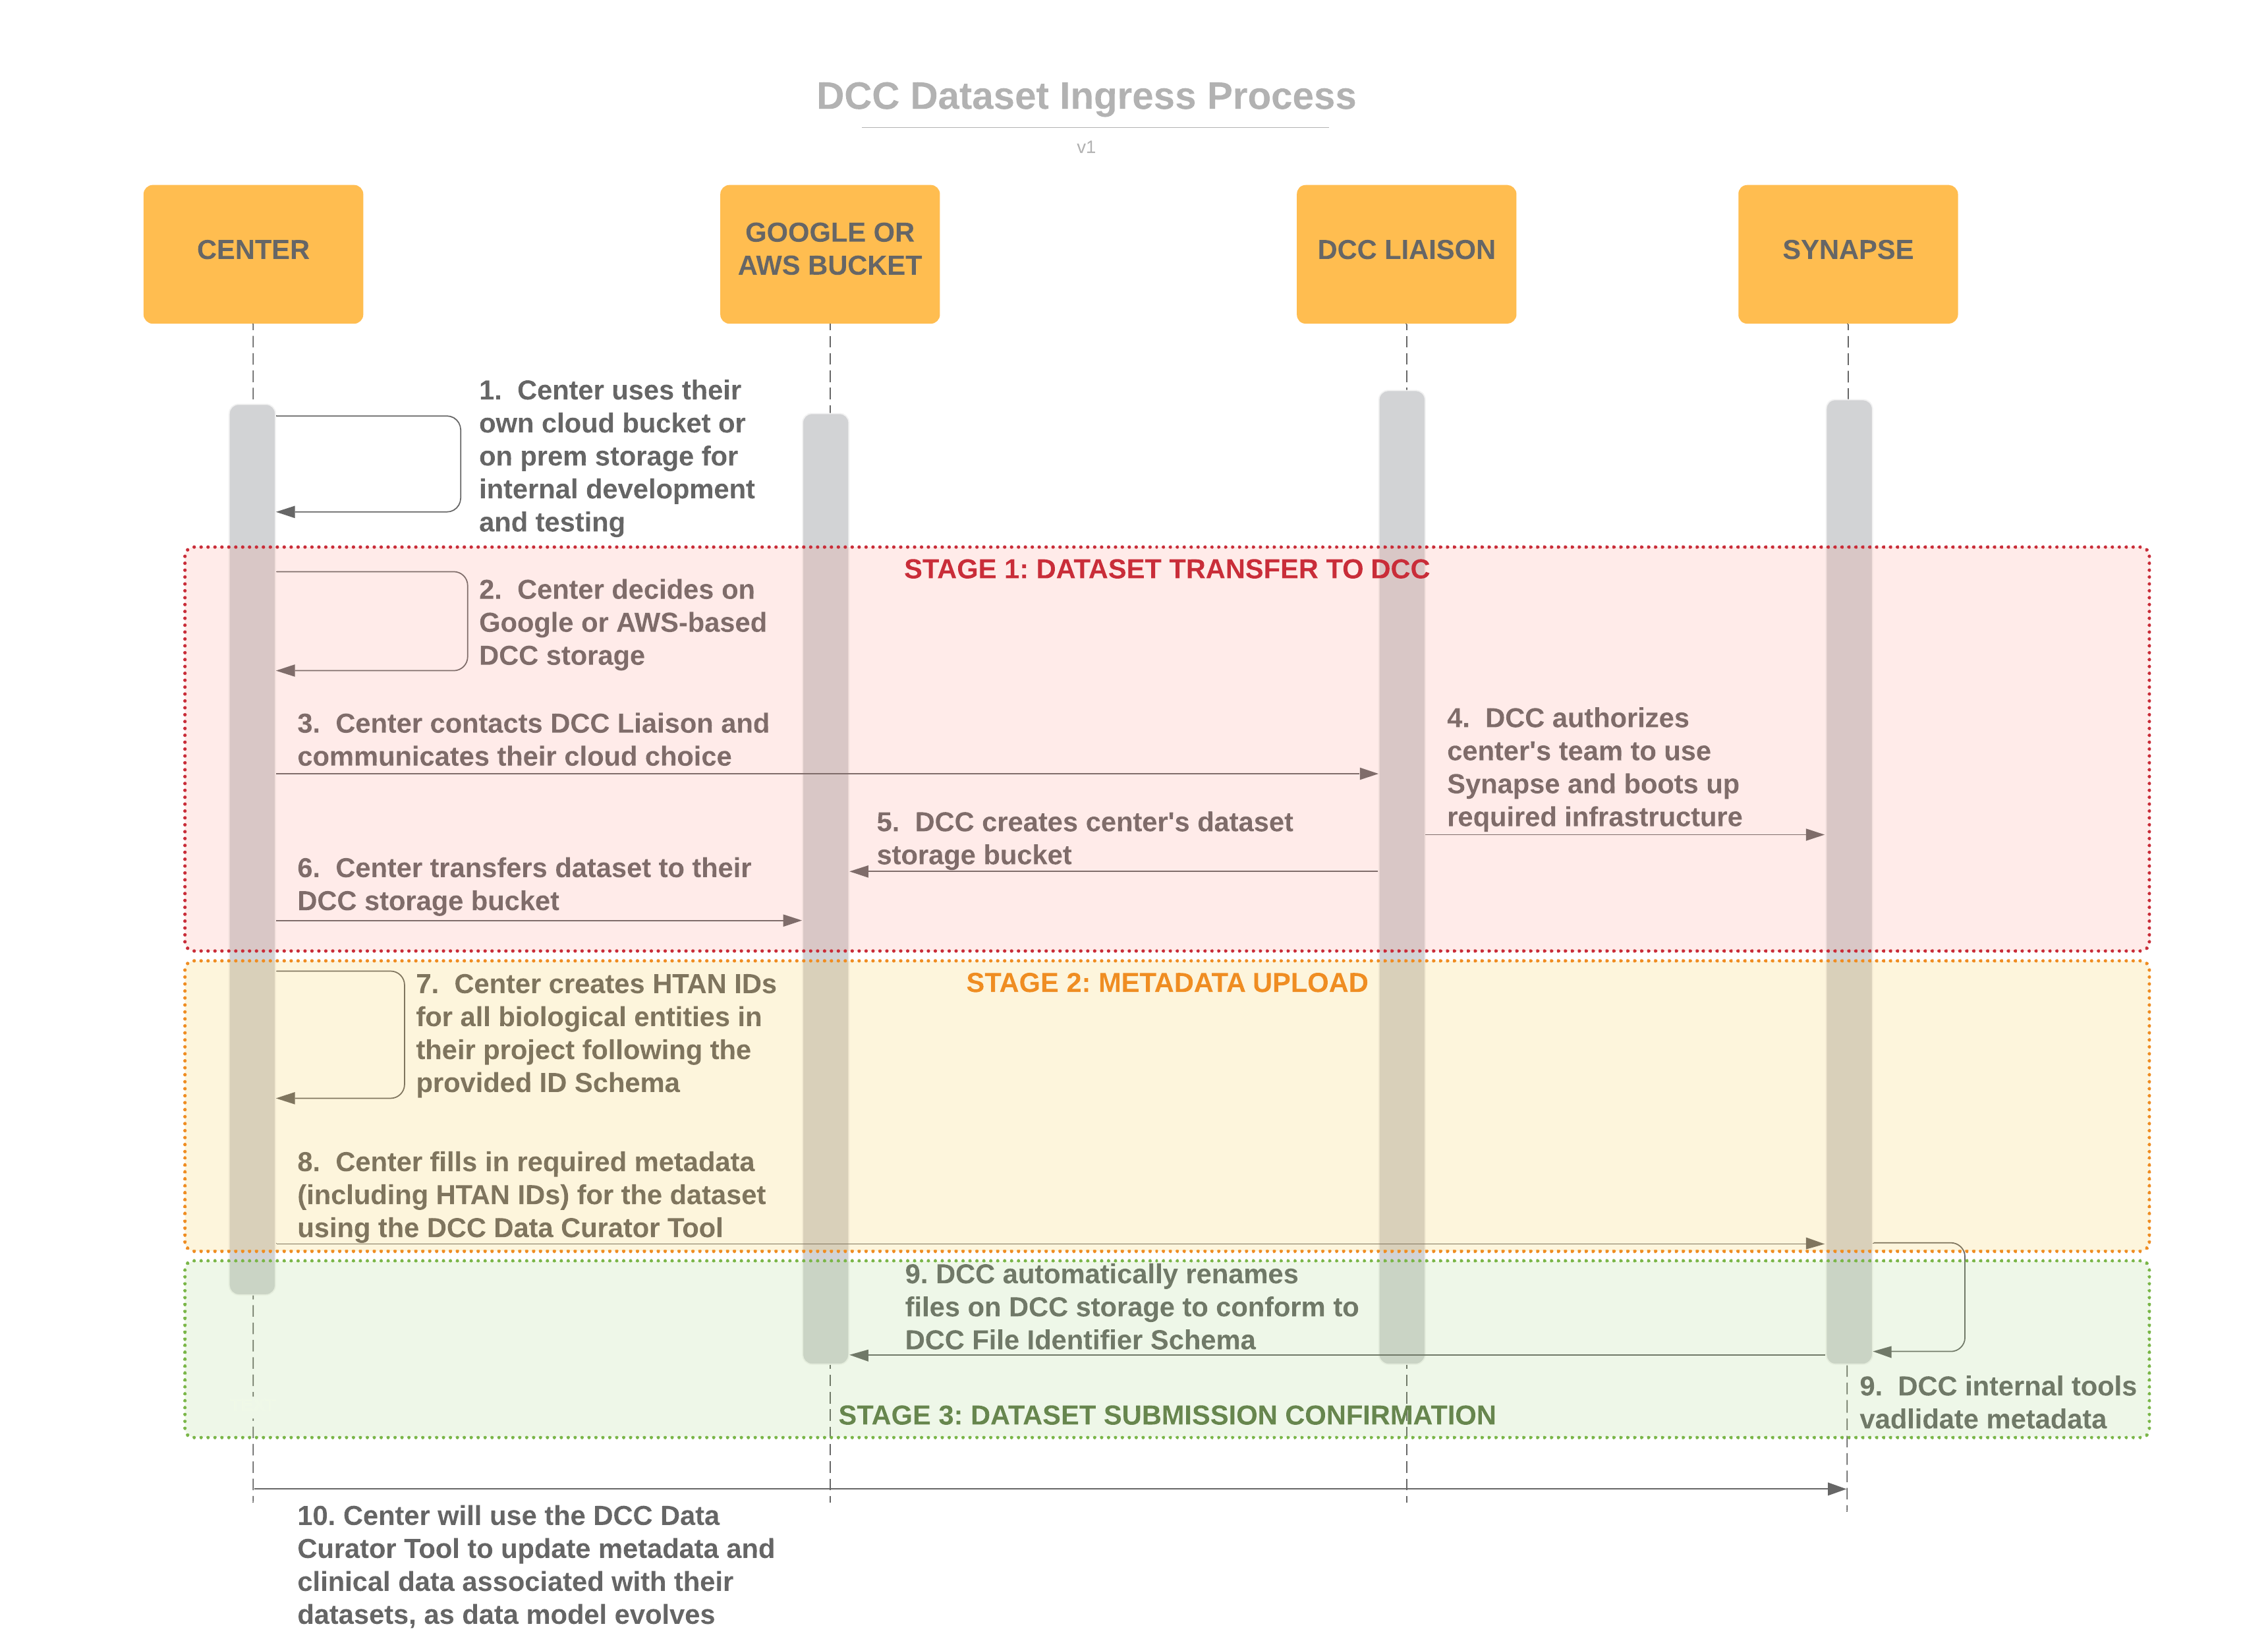 DCC Dataset Ingress Process
v1
CENTER
GOOGLE OR
AWS BUCKET
DCC LIAISON
SYNAPSE
1. Center uses their
own cloud bucket or
on prem storage for
internal development
and testing
STAGE 1: DATASET TRANSFER TO DCC
2. Center decides on
Google or AWS-based
DCC storage
3. Center contacts DCC Liaison and
communicates their cloud choice
4. DCC authorizes
center's team to use
Synapse and boots up
required infrastructure
5. DCC creates center's dataset
storage bucket
6. Center transfers dataset to their
DCC storage bucket
STAGE 2: METADATA UPLOAD
7. Center creates HTAN IDs
for all biological entities in
their project following the
provided ID Schema
8. Center fills in required metadata
(including HTAN IDs) for the dataset
using the DCC Data Curator Tool
9. DCC automatically renames
files on DCC storage to conform to
DCC File Identifier Schema
9. DCC internal tools
vadlidate metadata
STAGE 3: DATASET SUBMISSION CONFIRMATION
10. Center will use the DCC Data
Curator Tool to update metadata and
clinical data associated with their
datasets, as data model evolves